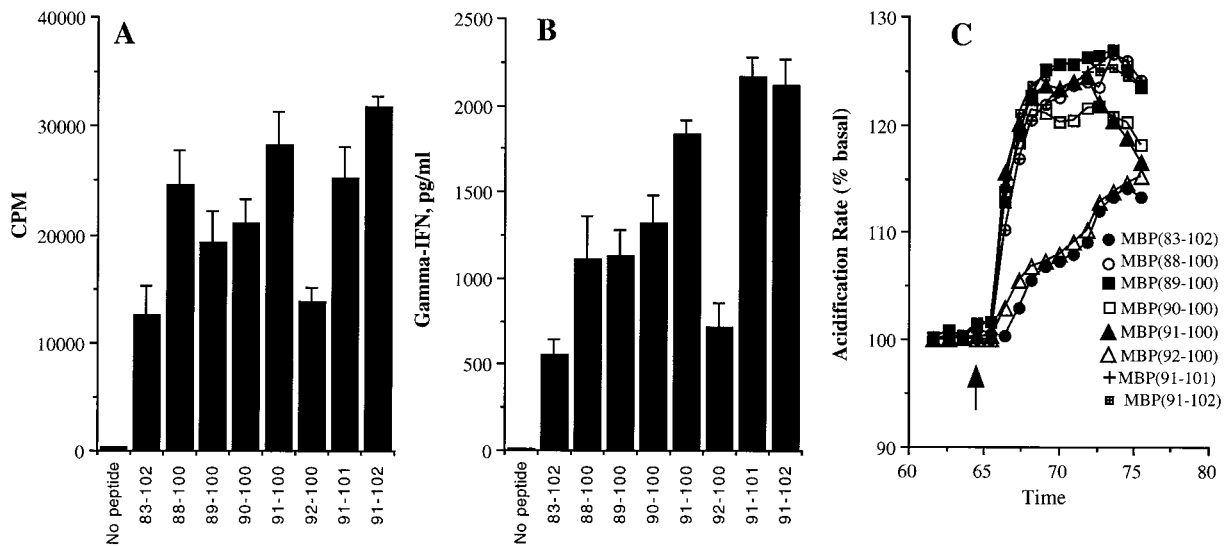 A
40000
30000
20000
10000
0
CPM
No peptide
83-102
88-100
89-100
90-100
91-100
92-100
91-101
91-102
B
2500
2000
1500
1000
500
0
Gamma-IFN, pg/ml
No peptide
83-102
88-100
89-100
90-100
91-100
92-100
91-101
91-102
C
130
120
110
100
90
Acidification Rate (% basal)
MBP(83-102)
MBP(88-100)
MBP(89-100)
MBP(90-100)
MBP(91-100)
MBP(92-100)
MBP(91-101)
MBP(91-102)
60
65
70
75
80
Time